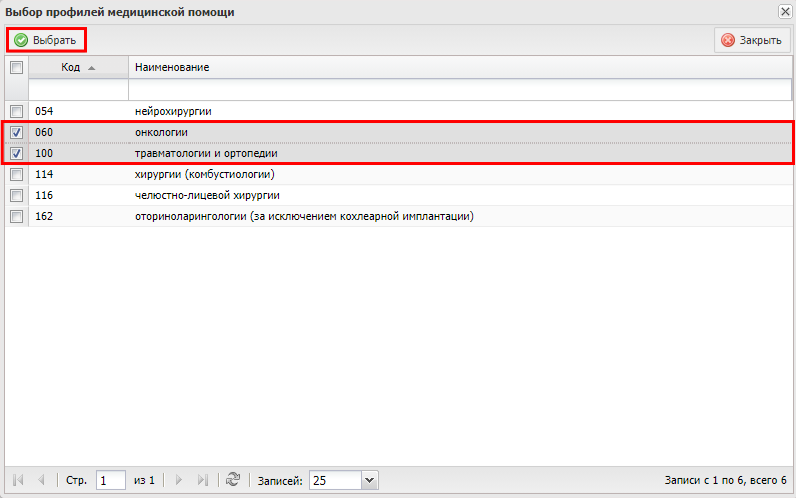 Выбор профилей медицинской помощи
Выбрать Закрыть
Код Наименование
054 нейрохирургии
060 онкологии
100 травматологии и ортопедии
114 хирургии (комбустиологии)
116 челюстно-лицевой хирургии
162 оториноларингологии (за исключением кохлеарной имплантации)
Стр. 1 из 1 Записей: 25 Записи с 1 по 6, всего 6